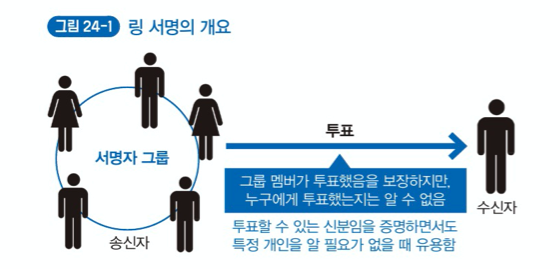 그림 24-1 링 서명의 개요
서명자 그룹
송신자
투표
그룹 멤버가 투표했음을 보장하지만,
누구에게 투표했는지는 알 수 없음
투표할 수 있는 신분임을 증명하면서도
특정 개인을 알 필요가 없을 때 유용함
수신자